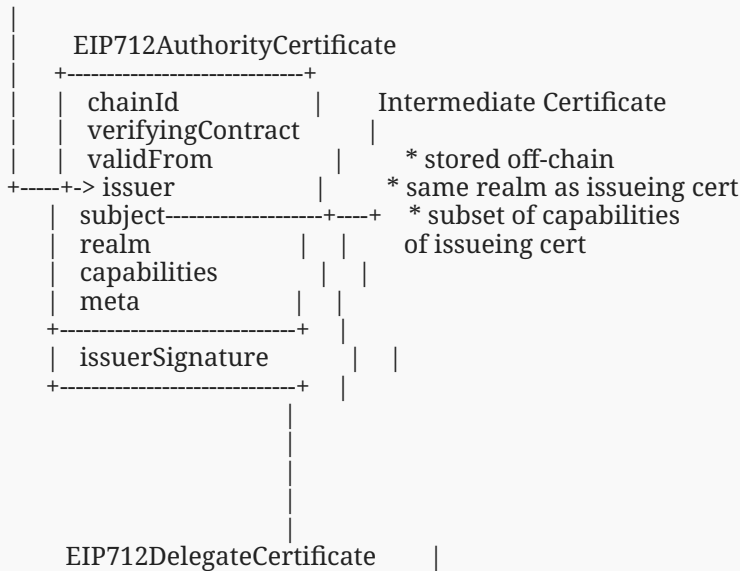 |
|         EIP712AuthorityCertificate
|      +------------------------------+
|      |   chainId                  |        Intermediate Certificate
|      |   verifyingContract          |
|      |   validFrom                  |         * stored off-chain
+-----+-> issuer                     |         * same realm as issueing cert
       |   subject--------------------+----+    * subset of capabilities
       |   realm                      |    |        of issueing cert
       |   capabilities                |    |
       |   meta                       |    |
       +------------------------------+    |
       |   issuerSignature            |    |
       +------------------------------+    |
                                     |
                                     |
                                     |
                                     |
                                     |
        EIP712DelegateCertificate        |